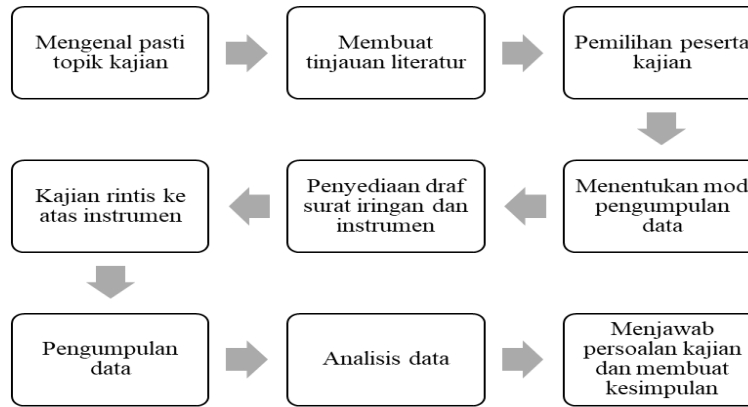 Mengenal pasti
topik kajian
Membuat
tinjauan literatur
Pemilihan peserta
kajian
Menentukan mod
pengumpulan
data
Penyediaan draf
surat iringan dan
instrumen
Kajian rintis ke
atas instrumen
Pengumpulan
data
Analisis data
Menjawab
persoalan kajian
dan membuat
kesimpulan